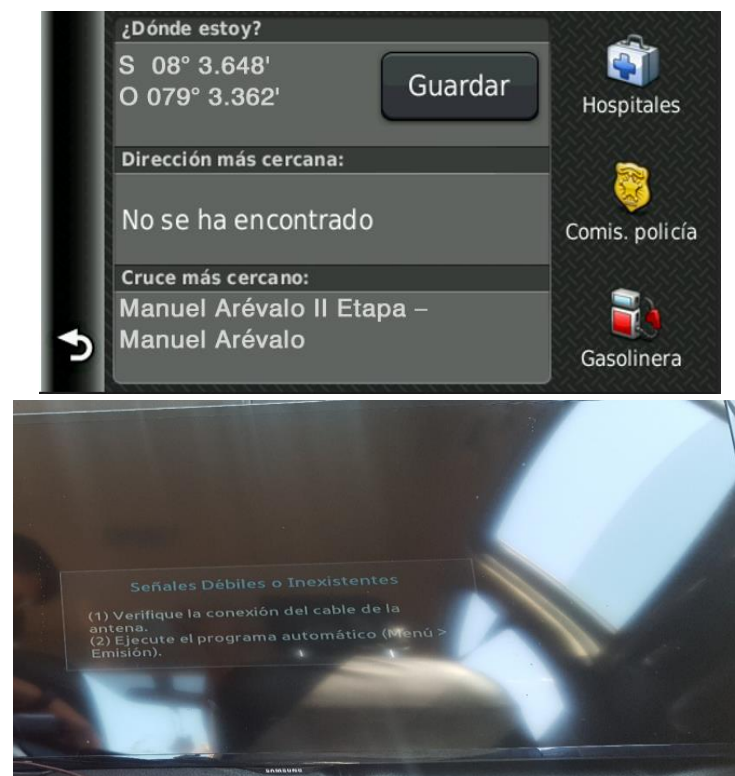 ¿Dónde estoy?
S 08° 3.648'
O 079° 3.362'
Guardar
Hospitales
Dirección más cercana:
No se ha encontrado
Comis. policía
Cruce más cercano:
Manuel Arévalo II Etapa –
Manuel Arévalo
Gasolinera
Señales Débiles o Inexistentes
(1) Verifique la conexión del cable de la
antena.
(2) Ejecute el programa automático (Menú >
Emisión).
SAMSUNG